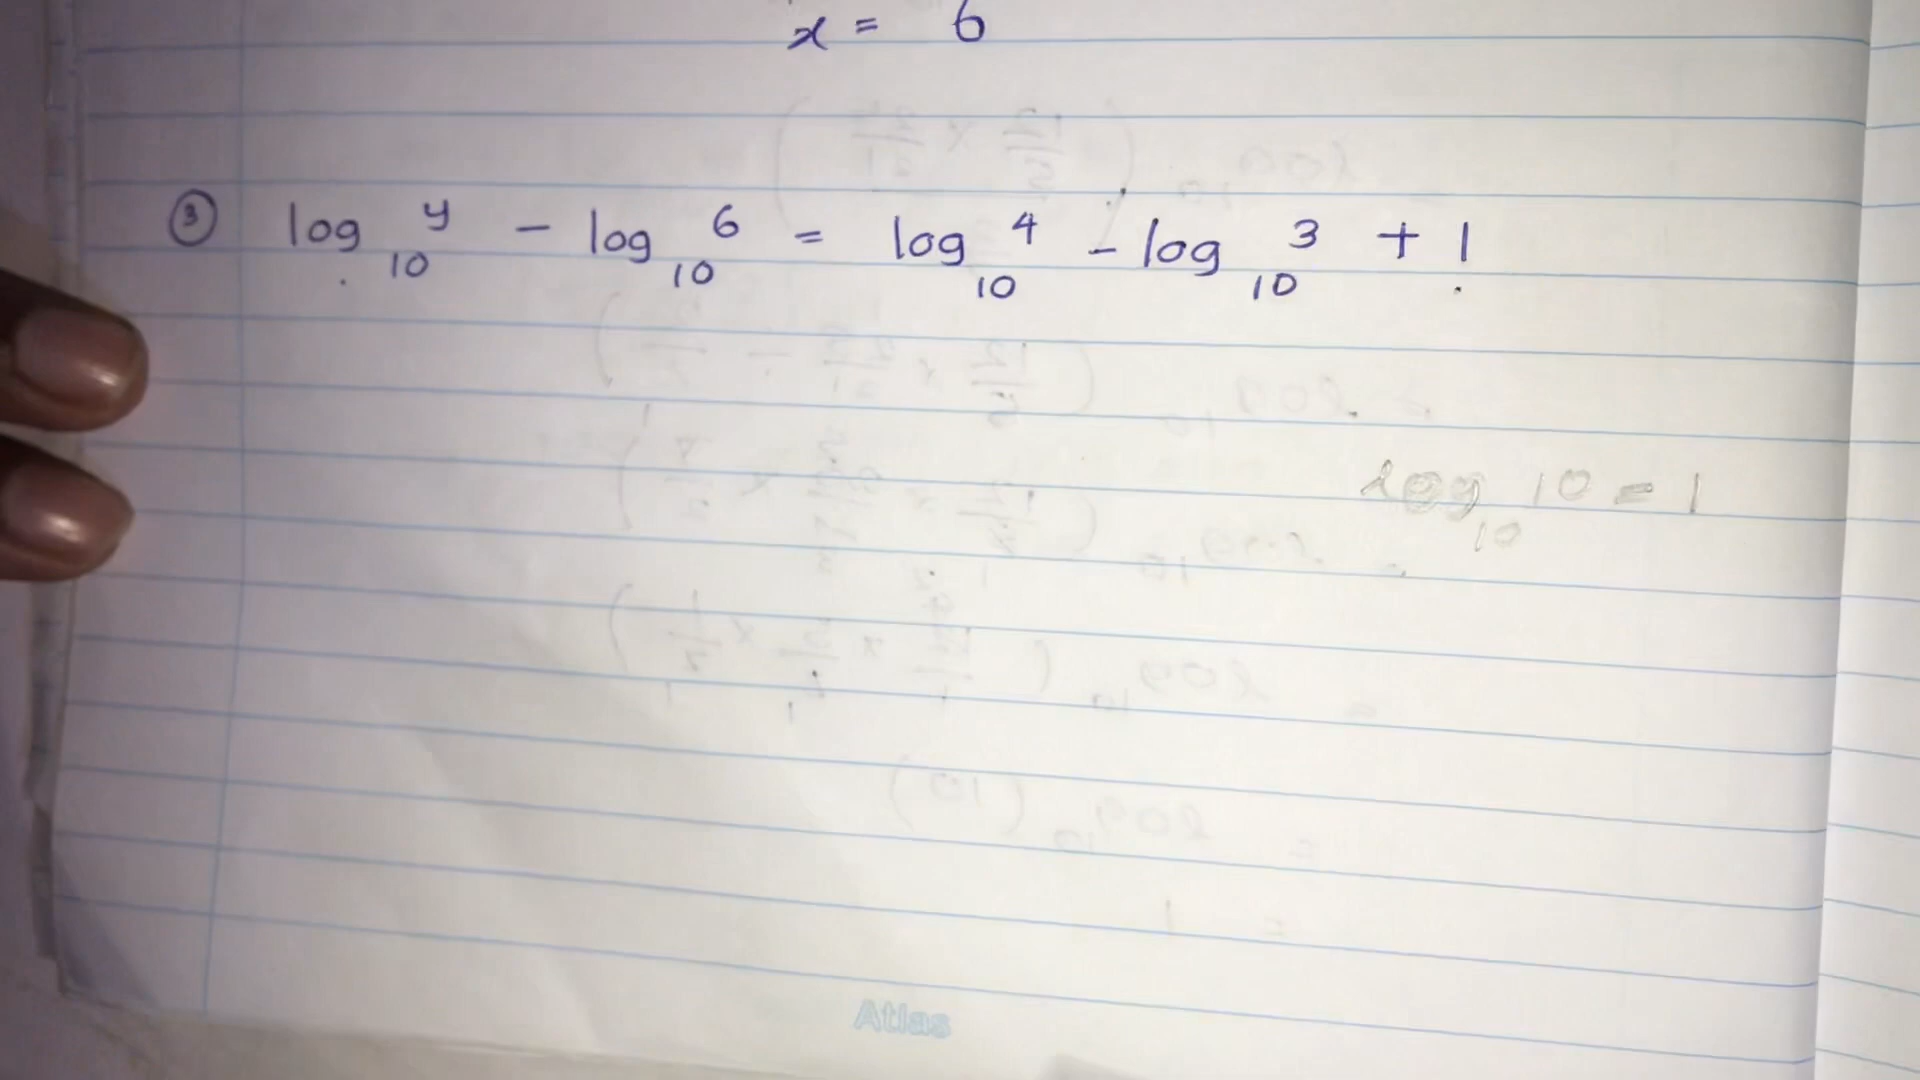 x = 6
③ log₁₀ y - log₁₀ 6 = log₁₀ 4 - log₁₀ 3 + 1
log₁₀ 10 = 1
Atlas